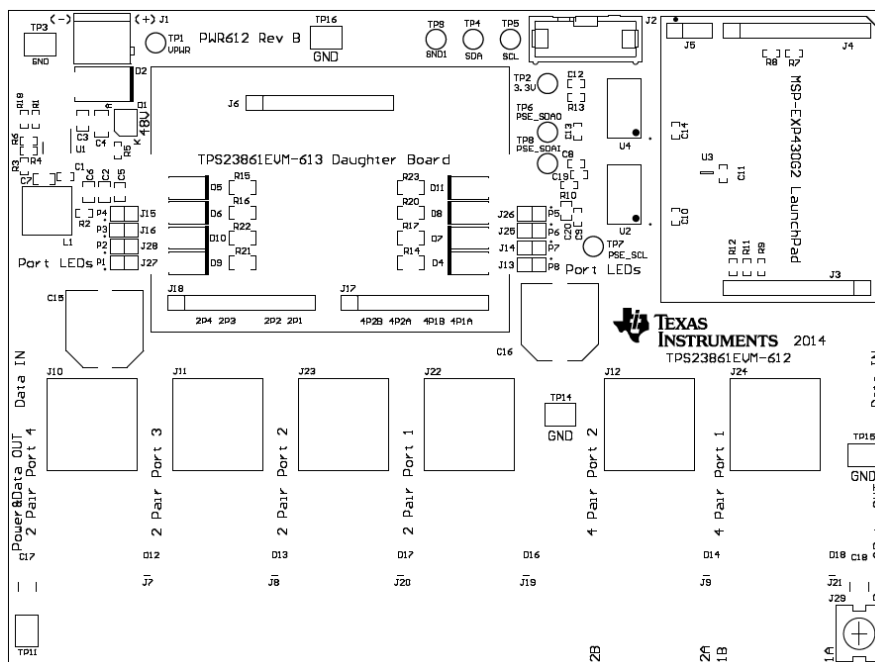 (-) (+) J1
TP3
GND
TP1
VPWR
PWR612 Rev B
TP16
GND
TP9
GND1
TP4
SDA
TP5
SCL
J2
J5
J4
D2
TP2
3.3V
C12
R13
R8
R7
J6
R18
R1
A
D1
48V
K
C3
C4
TP6
PSE_SDAO
D13
U4
C14
MSP-EXP430G2 LaunchPad
R6
R4
R3
U1
R5
TP8
PSE_SDAI
TPS23861EVM-613 Daughter Board
C7
C1
C6
C2
C5
C8
C19
U3
C11
D5
R15
R23
D11
R10
L1
R2
P4
J15
D6
R16
R20
D8
J26
P5
C20
C9
U2
C10
P3
J16
D10
R22
R17
D7
J25
P6
P2
J28
J14
P7
TP7
PSE_SCL
P1
J27
D9
R21
R14
D4
J13
P8
Port LEDs
Port LEDs
R12
R11
R9
J18
J17
J3
2P4 2P3 2P2 2P1
4P2B 4P2A 4P1B 4P1A
C15
C16
TEXAS
INSTRUMENTS 2014
TPS23861EVM-612
J10
J11
J23
J22
J12
J24
Data IN
Data IN
TP14
GND
TP15
GND
Power&Data OUT
2 Pair Port 4
2 Pair Port 3
2 Pair Port 2
2 Pair Port 1
4 Pair Port 2
4 Pair Port 1
C17
D12
D13
D17
D16
D14
D18
C18
J7
J8
J20
J19
J9
J21
J29
TP11
2B
2A
1B
1A